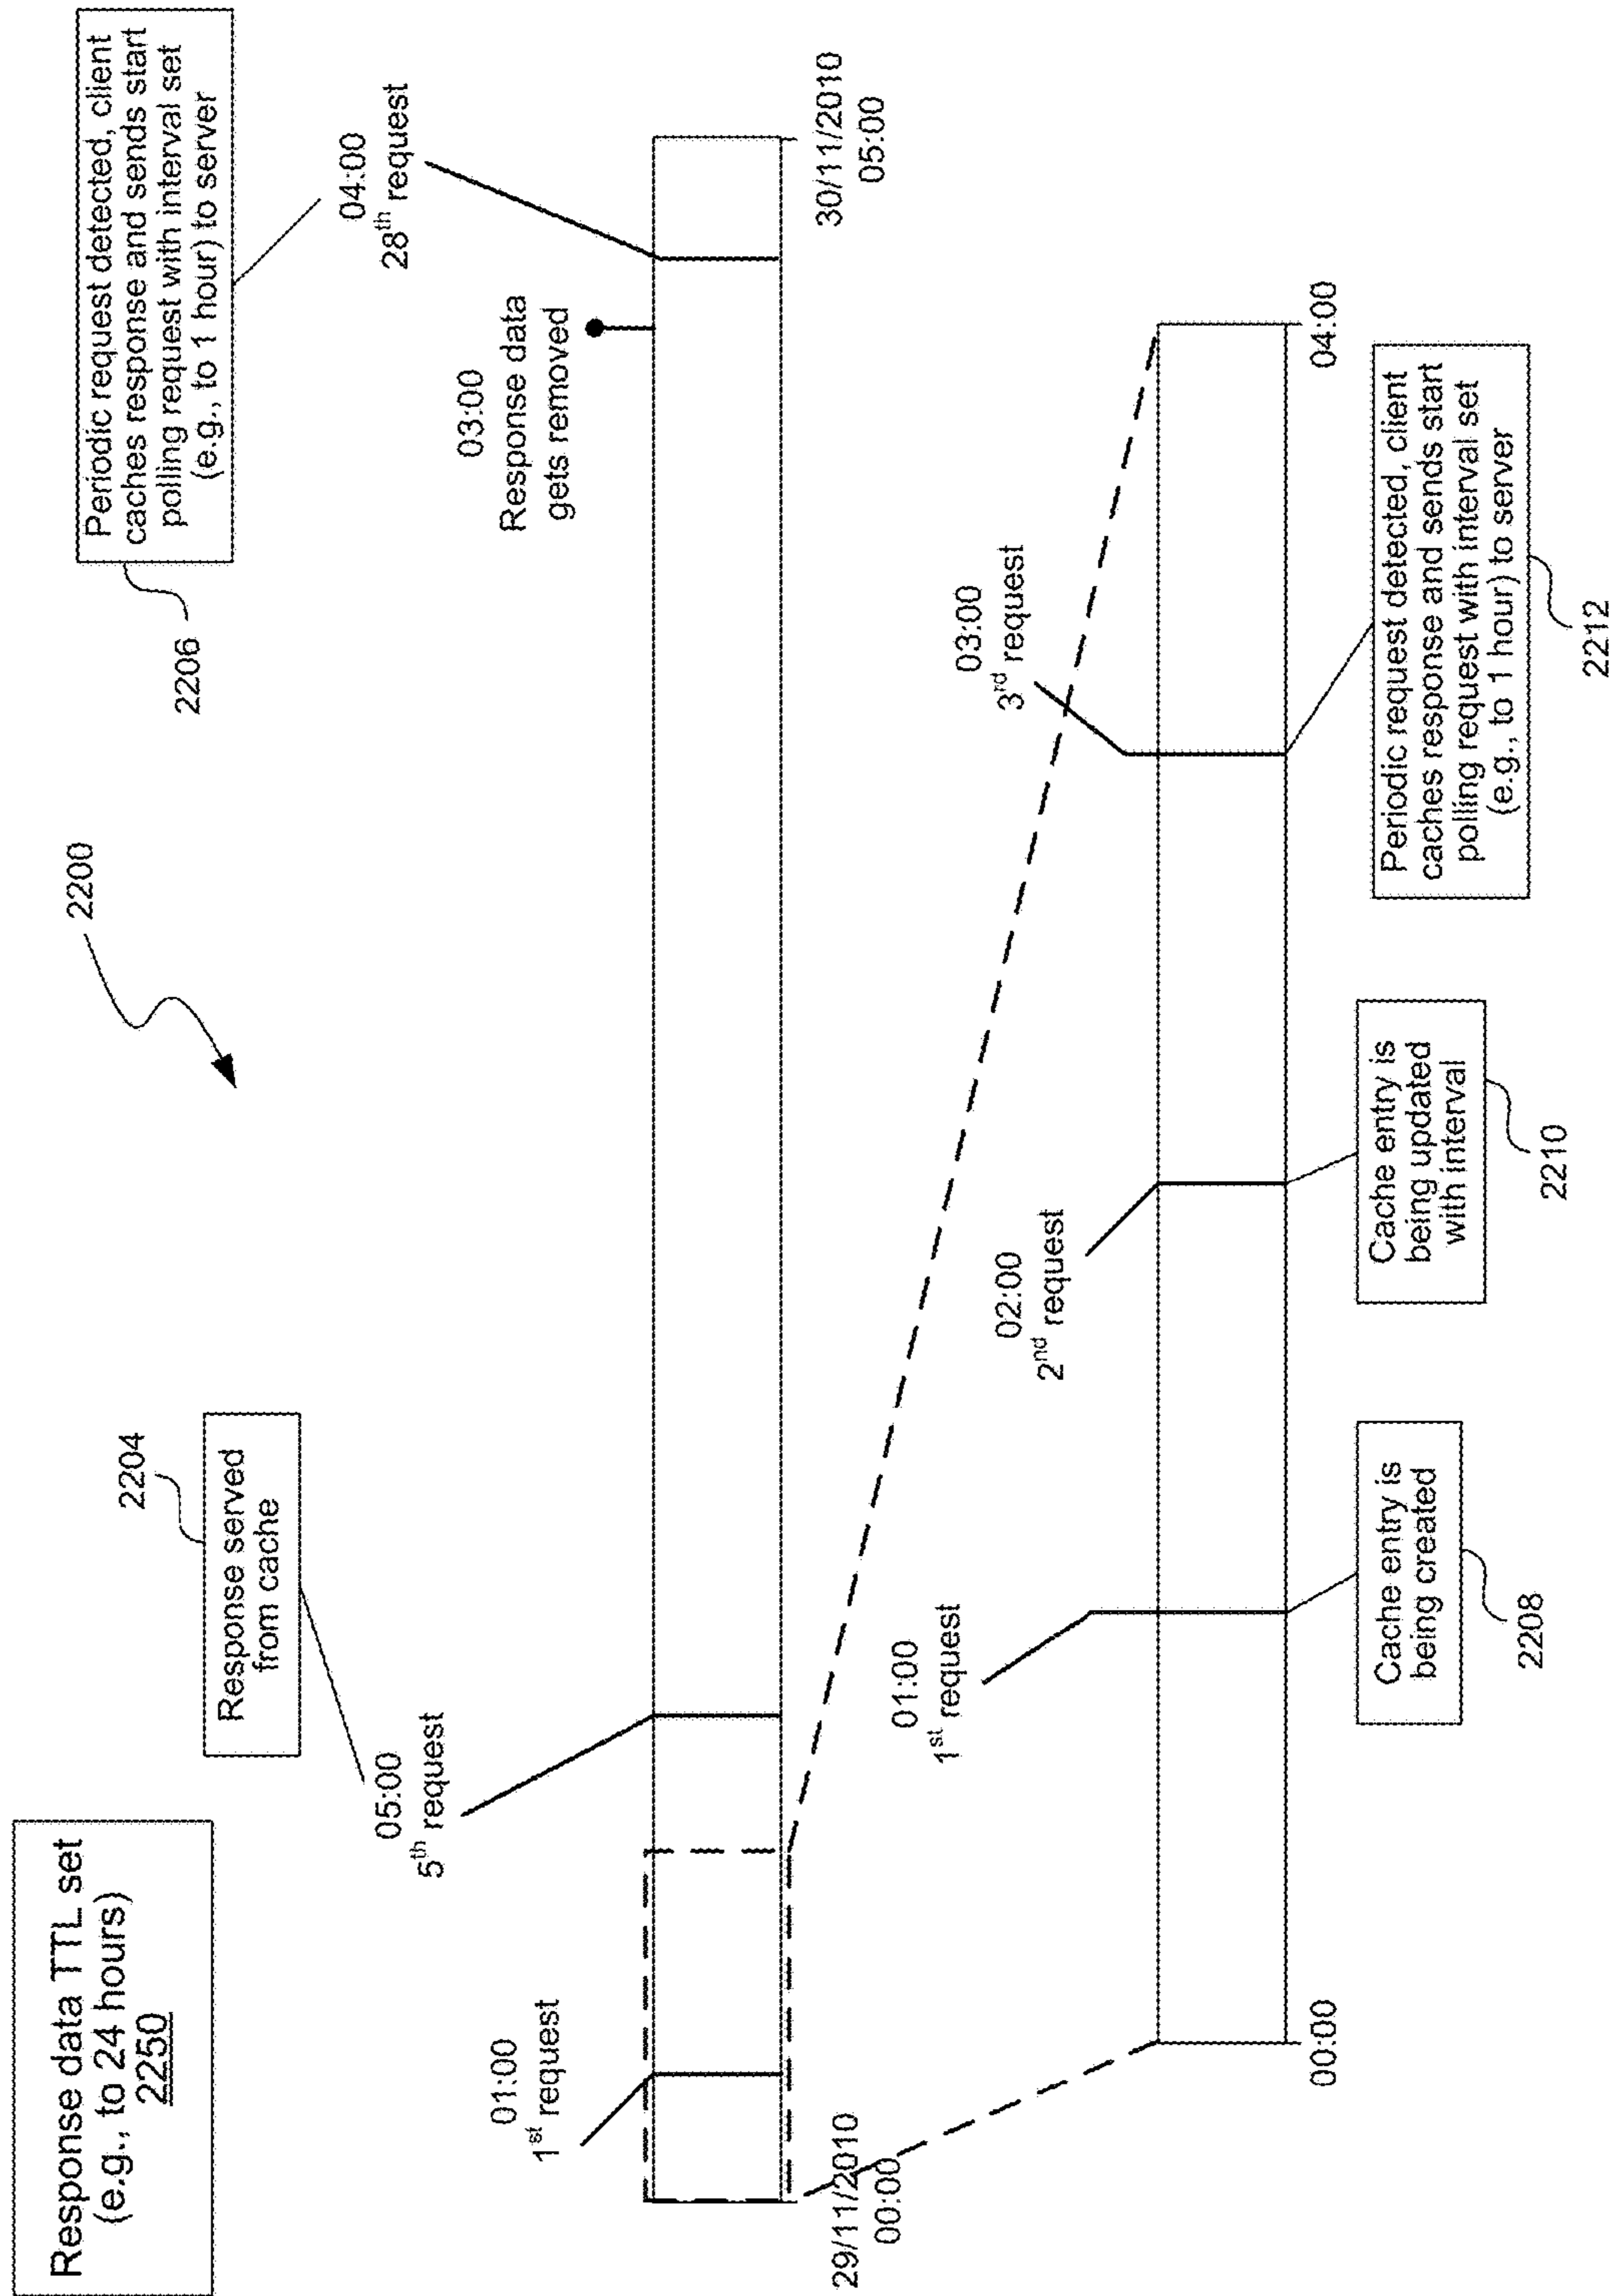 Response data TTL set
(e.g., to 24 hours)
2250
2204
Response served
from cache
2200
2206
Periodic request detected, client
caches response and sends start
polling request with interval set
(e.g., to 1 hour) to server
01:00
1st request
05:00
5th request
03:00
Response data
gets removed
04:00
28th request
29/11/2010
00:00
30/11/2010
05:00
01:00
1st request
02:00
2nd request
03:00
3rd request
00:00
04:00
Cache entry is
being created
2208
Cache entry is
being updated
with interval
2210
Periodic request detected, client
caches response and sends start
polling request with interval set
(e.g., to 1 hour) to server
2212